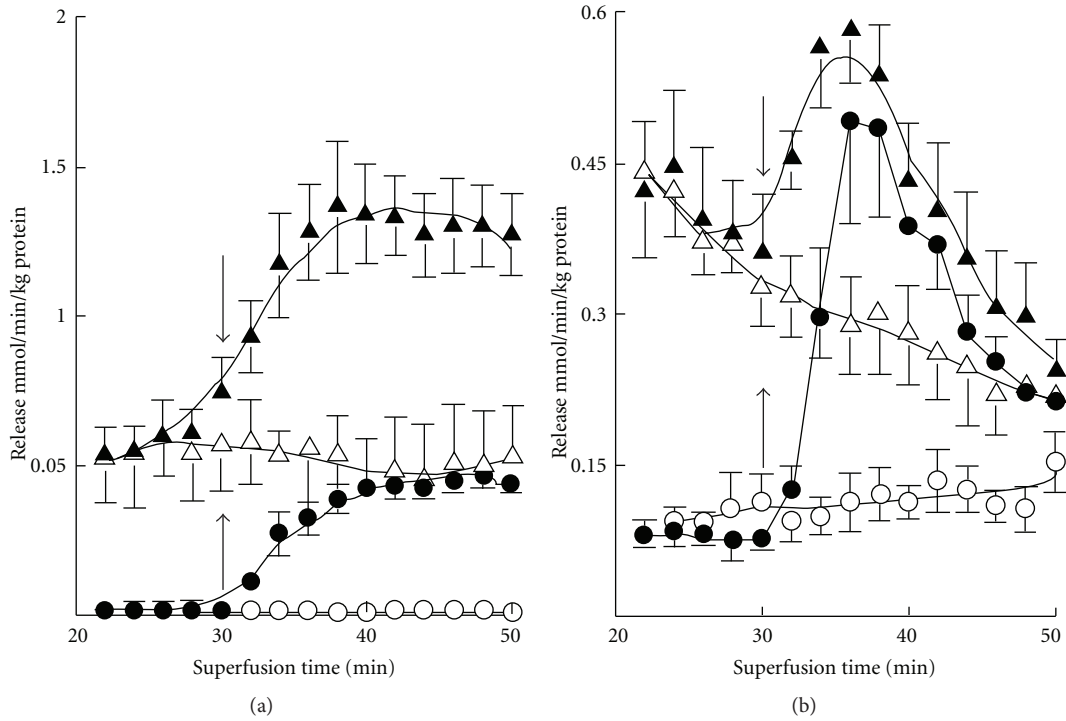 2
1.5
1
0.05
Release mmol/min/kg protein
20
30
40
50
Superfusion time (min)
(a)
0.6
0.45
0.3
0.15
Release mmol/min/kg protein
20
30
40
50
Superfusion time (min)
(b)